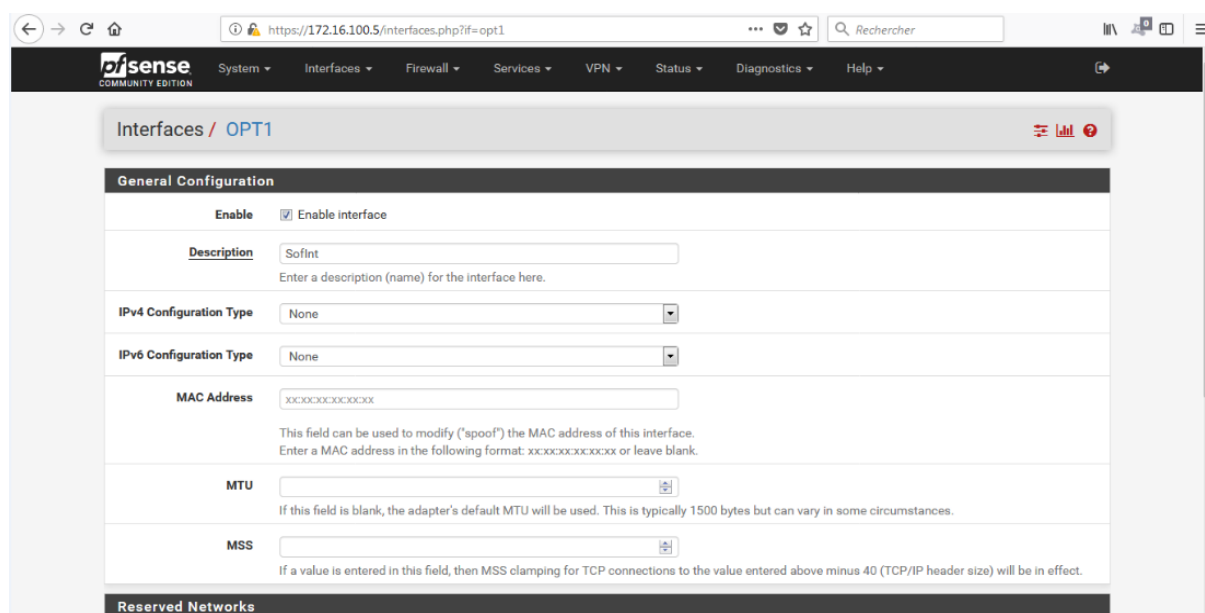 https://172.16.100.5/interfaces.php?if=opt1
Rechercher
0
pfsense
COMMUNITY EDITION
System Interfaces Firewall Services VPN Status Diagnostics Help
Interfaces / OPT1
General Configuration
Enable Enable interface
Description SofInt
Enter a description (name) for the interface here.
IPv4 Configuration Type None
IPv6 Configuration Type None
MAC Address xx:xx:xx:xx:xx:xx
This field can be used to modify ("spoof") the MAC address of this interface.
Enter a MAC address in the following format: xx:xx:xx:xx:xx:xx or leave blank.
MTU
If this field is blank, the adapter's default MTU will be used. This is typically 1500 bytes but can vary in some circumstances.
MSS
If a value is entered in this field, then MSS clamping for TCP connections to the value entered above minus 40 (TCP/IP header size) will be in effect.
Reserved Networks